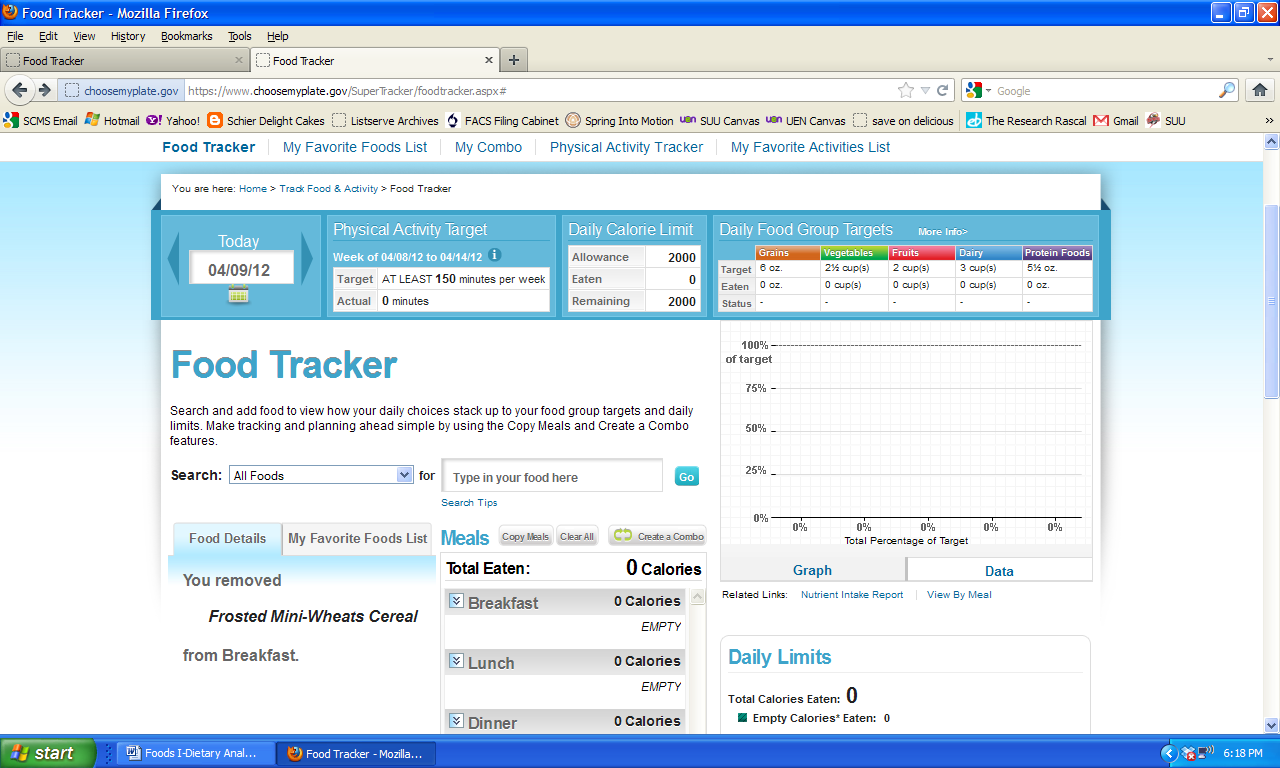 Food Tracker - Mozilla Firefox
File Edit View History Bookmarks Tools Help
Food Tracker
Food Tracker
choosemyplate.gov https://www.choosemyplate.gov/SuperTracker/foodtracker.aspx#
Google
SCMS Email Hotmail Yahoo! Schier Delight Cakes Listserve Archives FACS Filing Cabinet Spring Into Motion SUU Canvas UEN Canvas save on delicious The Research Rascal Gmail SUU
Food Tracker My Favorite Foods List My Combo Physical Activity Tracker My Favorite Activities List
You are here: Home > Track Food & Activity > Food Tracker
Today
04/09/12
Physical Activity Target
Week of 04/08/12 to 04/14/12
Target AT LEAST 150 minutes per week
Actual 0 minutes
Daily Calorie Limit
Allowance 2000
Eaten 0
Remaining 2000
Daily Food Group Targets More Info>
Grains Vegetables Fruits Dairy Protein Foods
Target 6 oz. 2½ cup(s) 2 cup(s) 3 cup(s) 5½ oz.
Eaten 0 oz. 0 cup(s) 0 cup(s) 0 cup(s) 0 oz.
Status - - - - -
Food Tracker
Search and add food to view how your daily choices stack up to your food group targets and daily
limits. Make tracking and planning ahead simple by using the Copy Meals and Create a Combo
features.
Search: All Foods for Type in your food here Go
Search Tips
Food Details My Favorite Foods List
You removed
Frosted Mini-Wheats Cereal
from Breakfast.
Meals Copy Meals Clear All Create a Combo
Total Eaten: 0 Calories
Breakfast 0 Calories
EMPTY
Lunch 0 Calories
EMPTY
Dinner 0 Calories
100%
of target
75%
50%
25%
0%
0% 0% 0% 0% 0%
Total Percentage of Target
Graph Data
Related Links: Nutrient Intake Report View By Meal
Daily Limits
Total Calories Eaten: 0
Empty Calories* Eaten: 0
start Foods I-Dietary Anal... Food Tracker - Mozilla... 6:18 PM